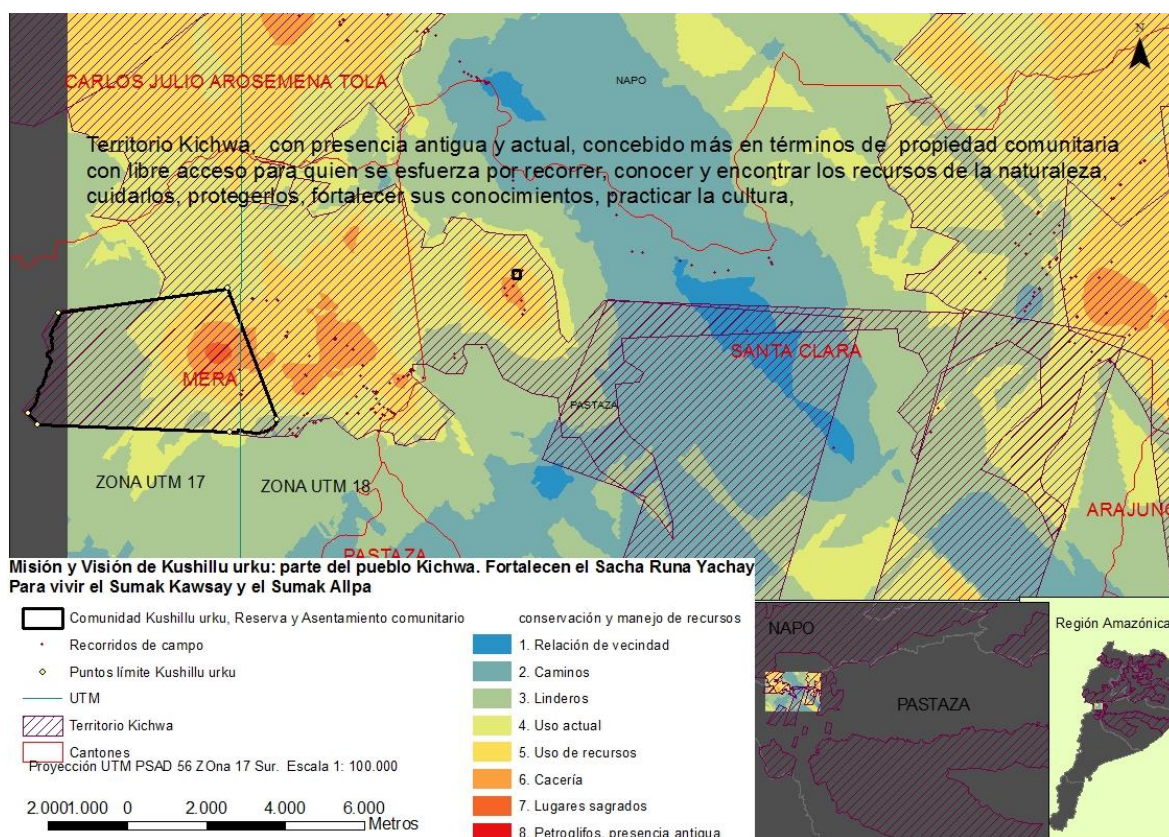 N
NAPO
CARLOS JULIO AROSEMENA TOLA
Territorio Kichwa, con presencia antigua y actual, concebido más en términos de propiedad comunitaria
con libre acceso para quien se esfuerza por recorrer, conocer y encontrar los recursos de la naturaleza,
cuidarlos, protegerlos, fortalecer sus conocimientos, practicar la cultura,
SANTA CLARA
MERA
PASTAZA
ZONA UTM 17
ZONA UTM 18
ARAJUNO
PASTAZA
Misión y Visión de Kushillu urku: parte del pueblo Kichwa. Fortalecen el Sacha Runa Yachay
Para vivir el Sumak Kawsay y el Sumak Allpa
Comunidad Kushillu urku, Reserva y Asentamiento comunitario
Recorridos de campo
Puntos límite Kushillu urku
UTM
Territorio Kichwa
Cantones
Proyección UTM PSAD 56 ZOna 17 Sur. Escala 1: 100.000
2.0001.000 0 2.000 4.000 6.000
Metros
conservación y manejo de recursos
1. Relación de vecindad
2. Caminos
3. Linderos
4. Uso actual
5. Uso de recursos
6. Cacería
7. Lugares sagrados
8. Petroglifos, presencia antigua
NAPO
PASTAZA
Región Amazónica